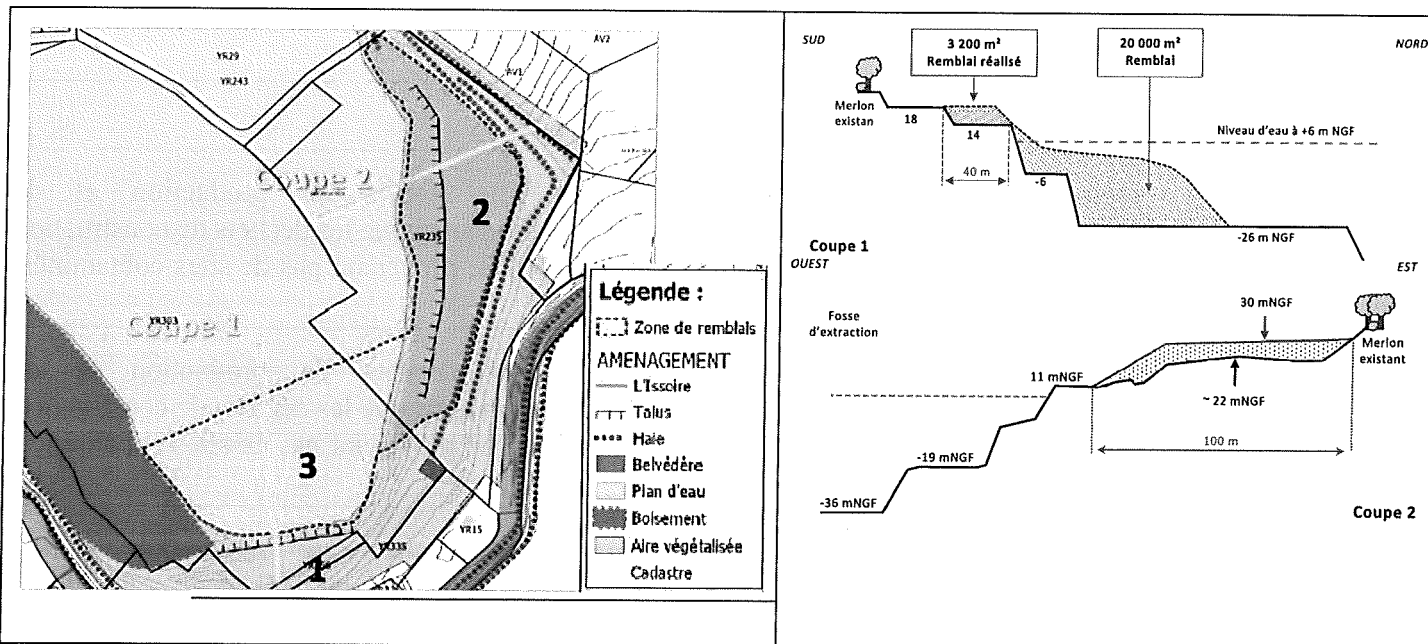 YR29
YR243
AV2
AV1
Coupe 2
2
YR235
YR303
Coupe 1
3
YR15
YR335
1
Légende :
Zone de remblais
AMENAGEMENT
L'Issoire
Talus
Haie
Belvédère
Plan d'eau
Boisement
Aire végétalisée
Cadastre
SUD
3 200 m²
Remblai réalisé
20 000 m²
Remblai
NORD
Merlon
existan
18
14
Niveau d'eau à +6 m NGF
40 m
-6
-26 m NGF
Coupe 1
OUEST
EST
Fosse
d'extraction
30 mNGF
Merlon
existant
11 mNGF
~ 22 mNGF
100 m
-19 mNGF
-36 mNGF
Coupe 2